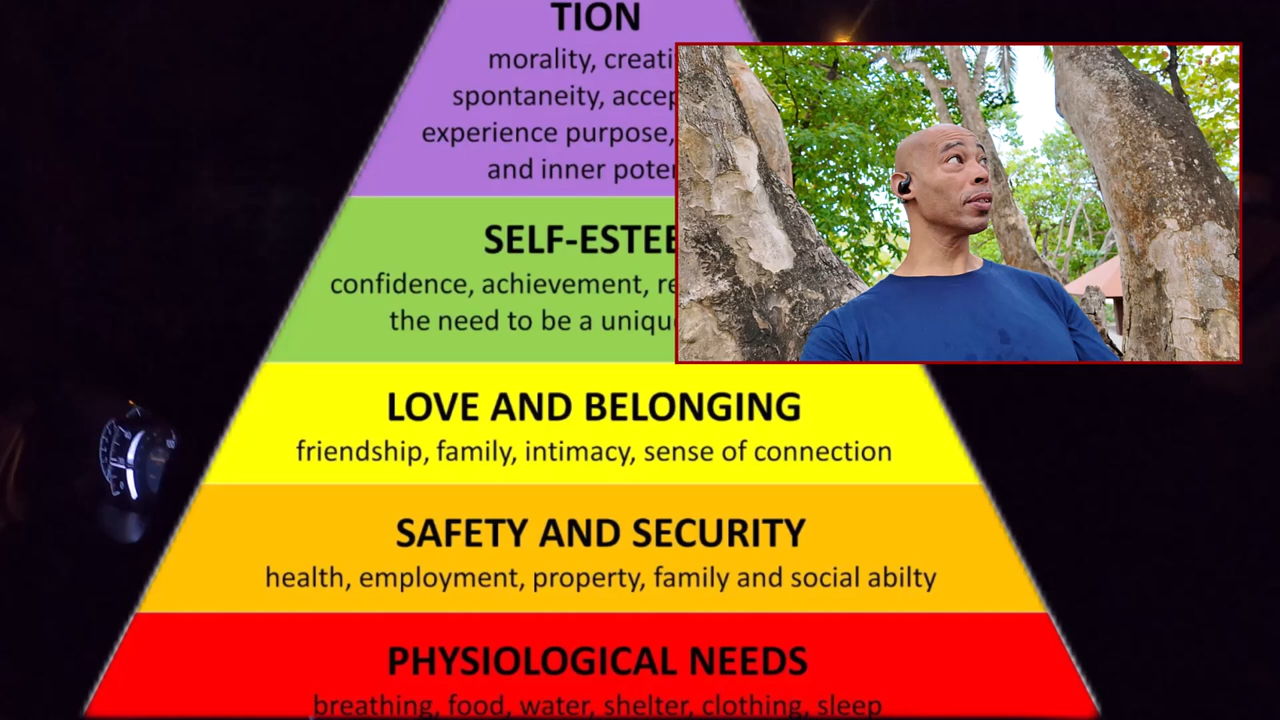 TION
morality, creati
spontaneity, accep
experience purpose,
and inner poten
SELF-ESTEE
confidence, achievement, re
the need to be a uniqu
LOVE AND BELONGING
friendship, family, intimacy, sense of connection
SAFETY AND SECURITY
health, employment, property, family and social abilty
PHYSIOLOGICAL NEEDS
breathing, food, water, shelter, clothing, sleep